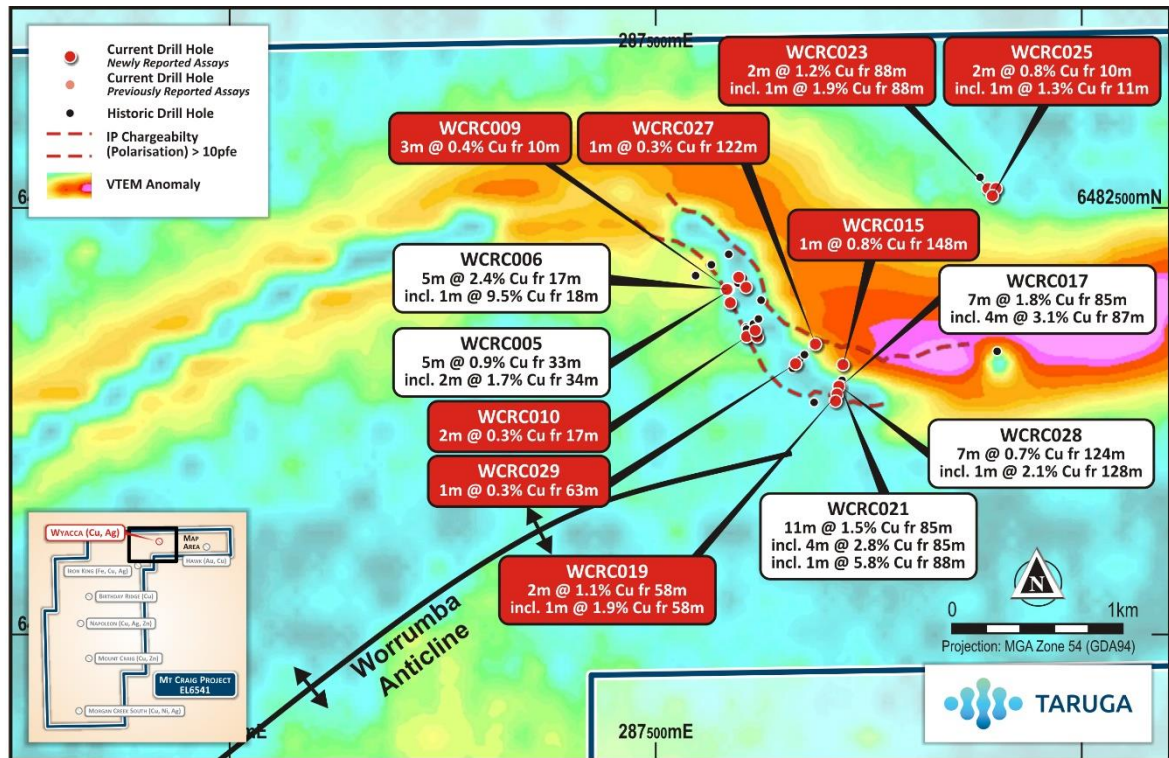 Current Drill Hole
Newly Reported Assays
Current Drill Hole
Previously Reported Assays
Historic Drill Hole
IP Chargeabilty
(Polarisation) > 10pfe
VTEM Anomaly
287500mE
6482500mN
WCRC023
2m @ 1.2% Cu fr 88m
incl. 1m @ 1.9% Cu fr 88m
WCRC025
2m @ 0.8% Cu fr 10m
incl. 1m @ 1.3% Cu fr 11m
WCRC009
3m @ 0.4% Cu fr 10m
WCRC027
1m @ 0.3% Cu fr 122m
WCRC015
1m @ 0.8% Cu fr 148m
WCRC006
5m @ 2.4% Cu fr 17m
incl. 1m @ 9.5% Cu fr 18m
WCRC017
7m @ 1.8% Cu fr 85m
incl. 4m @ 3.1% Cu fr 87m
WCRC005
5m @ 0.9% Cu fr 33m
incl. 2m @ 1.7% Cu fr 34m
WCRC010
2m @ 0.3% Cu fr 17m
WCRC029
1m @ 0.3% Cu fr 63m
WCRC028
7m @ 0.7% Cu fr 124m
incl. 1m @ 2.1% Cu fr 128m
WCRC021
11m @ 1.5% Cu fr 85m
incl. 4m @ 2.8% Cu fr 85m
incl. 1m @ 5.8% Cu fr 88m
WCRC019
2m @ 1.1% Cu fr 58m
incl. 1m @ 1.9% Cu fr 58m
Worrumba
Anticline
WYACCA (Cu, Ag)
MAP
AREA
HAWK (Au, Cu)
IRON KING (Fe, Cu, Ag)
BIRTHDAY RIDGE (Cu)
NAPOLEON (Cu, Ag, Zn)
MOUNT CRAIG (Cu, Zn)
MT CRAIG PROJECT
EL6541
MORGAN CREEK SOUTH (Cu, Ni, Ag)
N
0 1km
Projection: MGA Zone 54 (GDA94)
TARUGA
287500mE